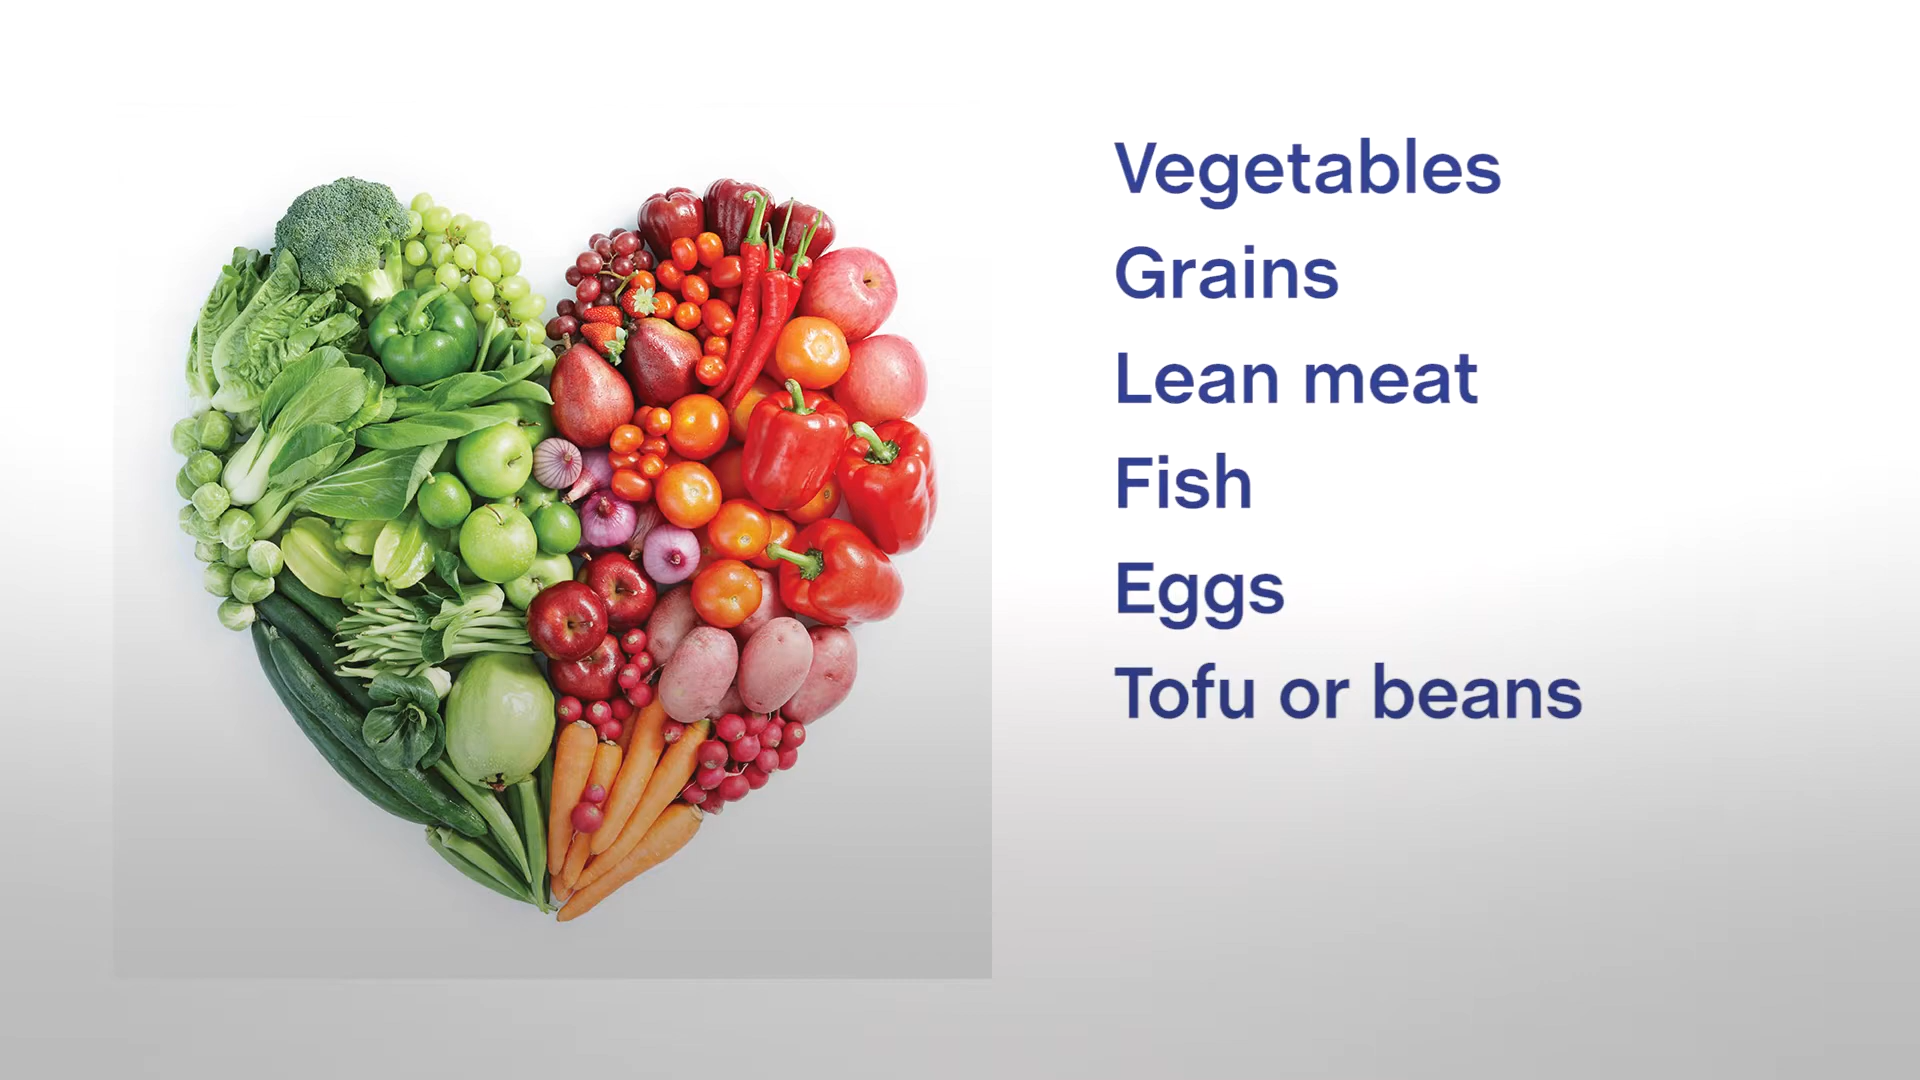 Vegetables
Grains
Lean meat
Fish
Eggs
Tofu or beans